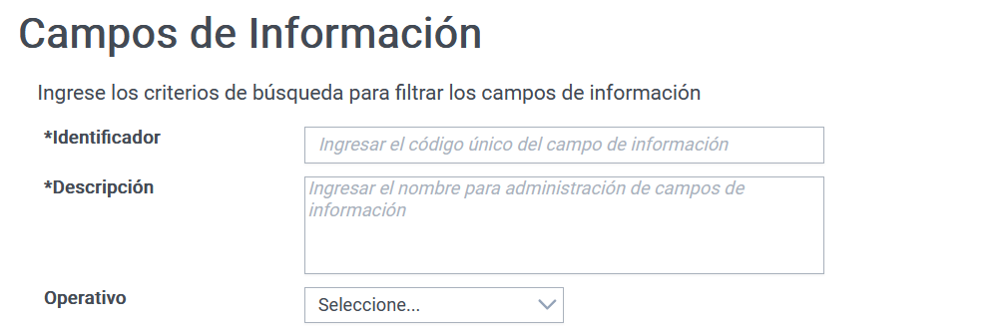 Campos de Información
Ingrese los criterios de búsqueda para filtrar los campos de información
*Identificador
Ingresar el código único del campo de información
*Descripción
Ingresar el nombre para administración de campos de
información
Operativo
Seleccione...